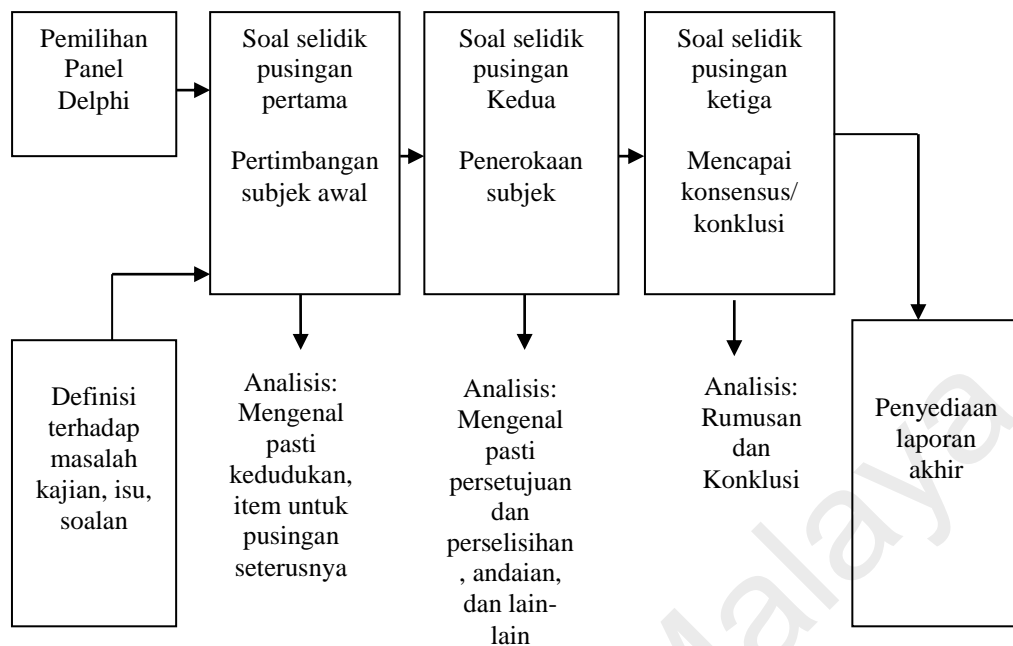 Pemilihan
Panel
Delphi
Soal selidik
pusingan
pertama
Pertimbangan
subjek awal
Soal selidik
pusingan
Kedua
Penerokaan
subjek
Soal selidik
pusingan
ketiga
Mencapai
konsensus/
konklusi
Definisi
terhadap
masalah
kajian, isu,
soalan
Analisis:
Mengenal
pasti
kedudukan,
item untuk
pusingan
seterusnya
Analisis:
Mengenal
pasti
persetujuan
dan
perselisihan
, andaian,
dan lain-
lain
Analisis:
Rumusan
dan
Konklusi
Penyediaan
laporan
akhir
Malaya